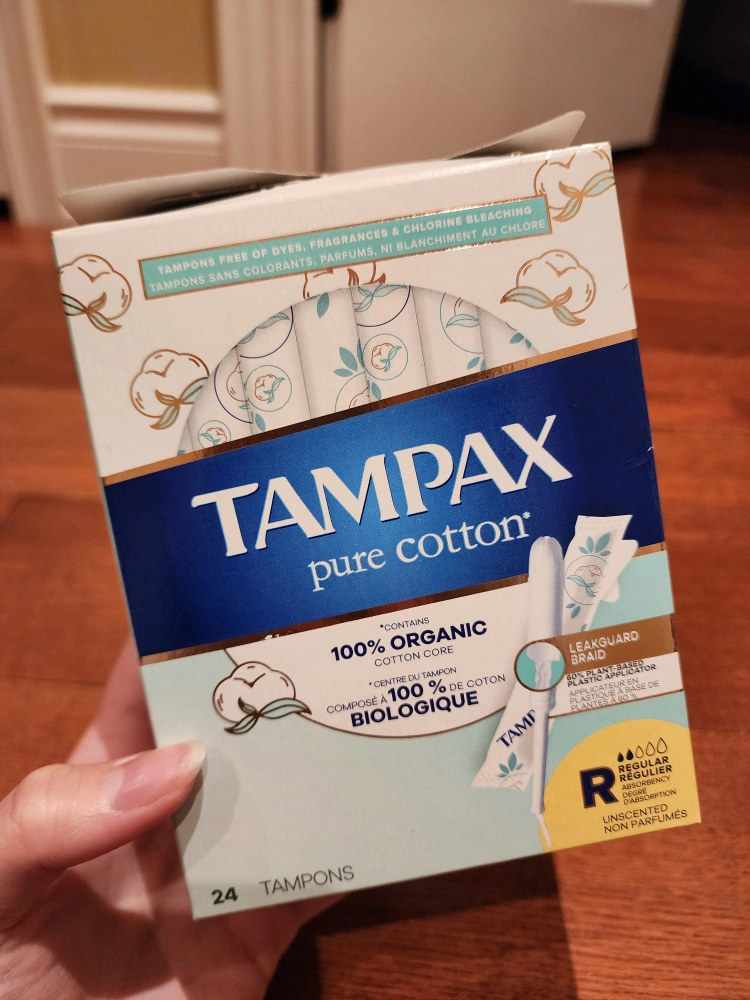 TAMPONS FREE OF DYES, FRAGRANCES & CHLORINE BLEACHING
TAMPONS SANS COLORANTS, PARFUMS, NI BLANCHIMENT AU CHLORE
TAMPAX
pure cotton*
*CONTAINS
100% ORGANIC
COTTON CORE
*CENTRE DU TAMPON
COMPOSÉ À 100 % DE COTON
BIOLOGIQUE
LEAKGUARD
BRAID
60% PLANT-BASED
PLASTIC APPLICATOR
APPLICATEUR EN
PLASTIQUE À BASE DE
PLANTES À 60 %
TAMP
R
REGULAR
RÉGULIER
ABSORBENCY
DEGRÉ
D'ABSORPTION
UNSCENTED
NON PARFUMÉS
24 TAMPONS